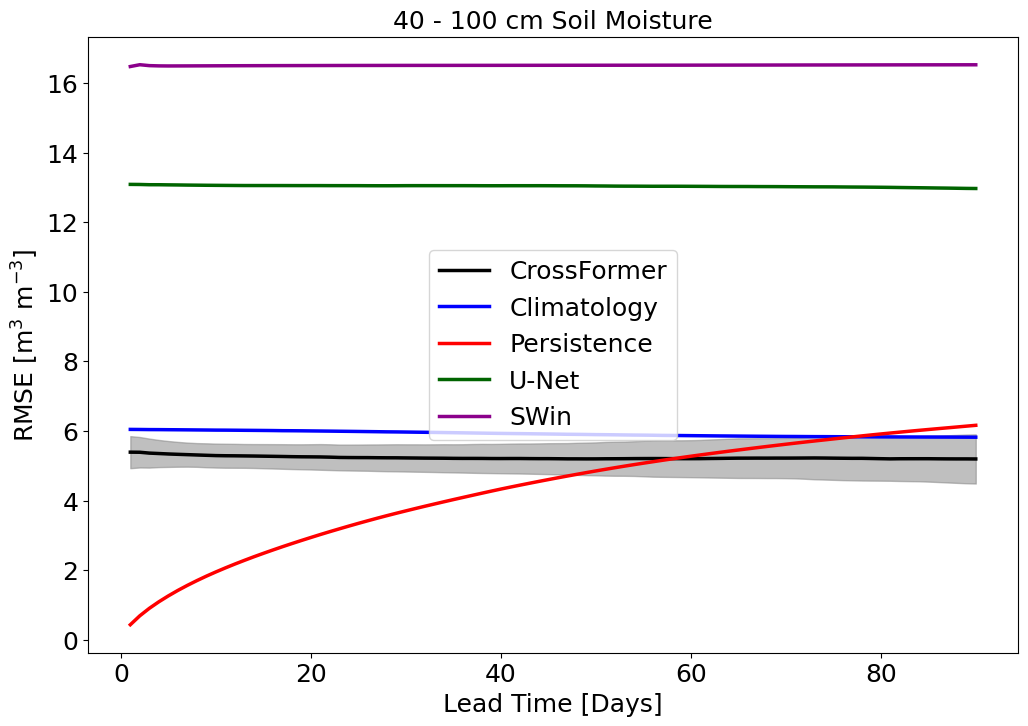 40 - 100 cm Soil Moisture
RMSE [m³ m⁻³]
16
14
12
10
8
6
4
2
0
CrossFormer
Climatology
Persistence
U-Net
SWin
0 20 40 60 80
Lead Time [Days]